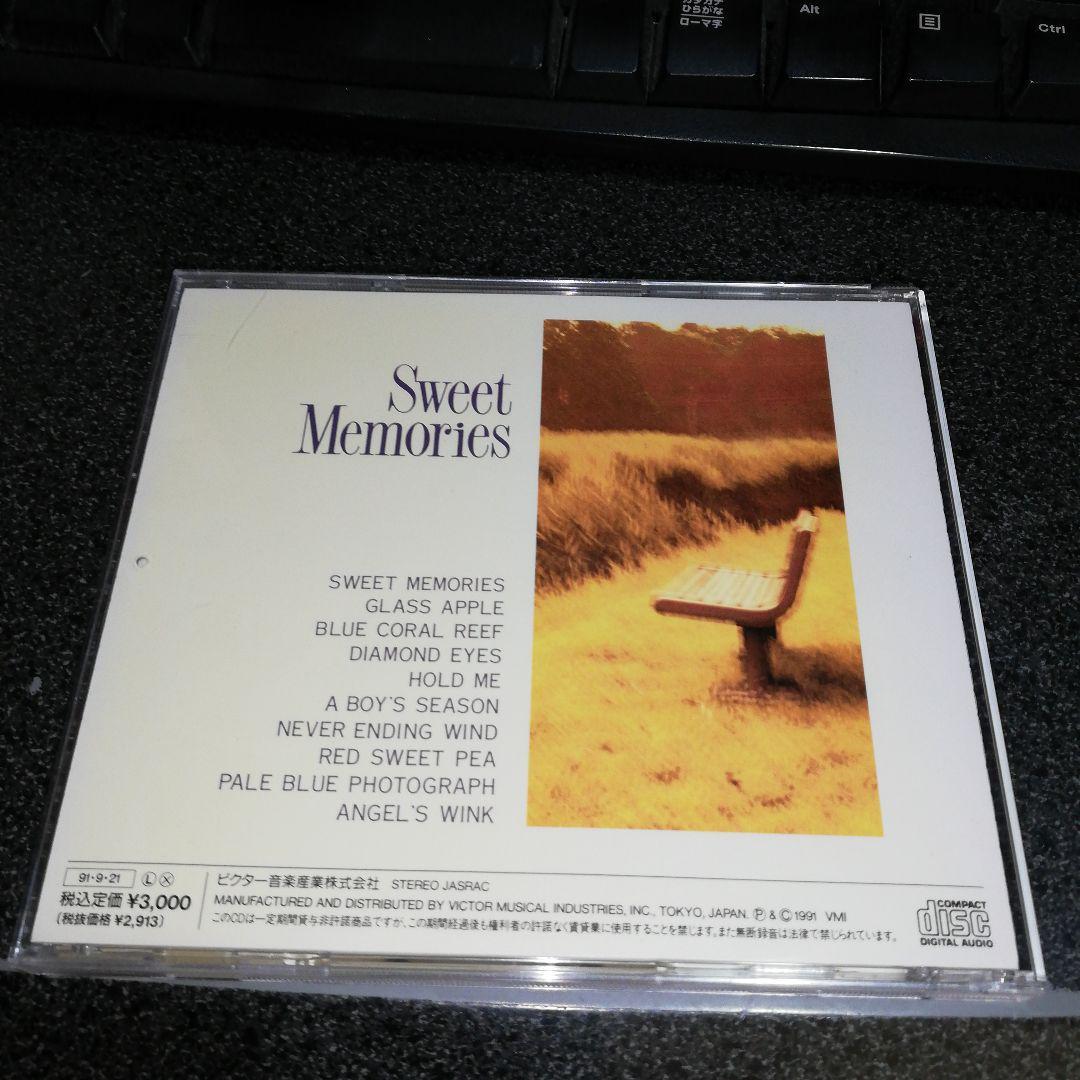 カタカナ
ひらがな
ローマ字
Alt
Ctrl
Sweet
Memories
SWEET MEMORIES
GLASS APPLE
BLUE CORAL REEF
DIAMOND EYES
HOLD ME
A BOY'S SEASON
NEVER ENDING WIND
RED SWEET PEA
PALE BLUE PHOTOGRAPH
ANGEL'S WINK
91・9・21 Ⓛ Ⓧ
税込定価 ¥3,000
(税抜価格 ¥2,913)
ビクター音楽産業株式会社 STEREO JASRAC
MANUFACTURED AND DISTRIBUTED BY VICTOR MUSICAL INDUSTRIES, INC., TOKYO, JAPAN. Ⓟ & © 1991 VMI
このCDは一定期間貸与非許諾商品ですが、この期間経過後も権利者の許諾なく賃貸業に使用することを禁じます。また無断録音は法律で禁じられています。
COMPACT
disc
DIGITAL AUDIO